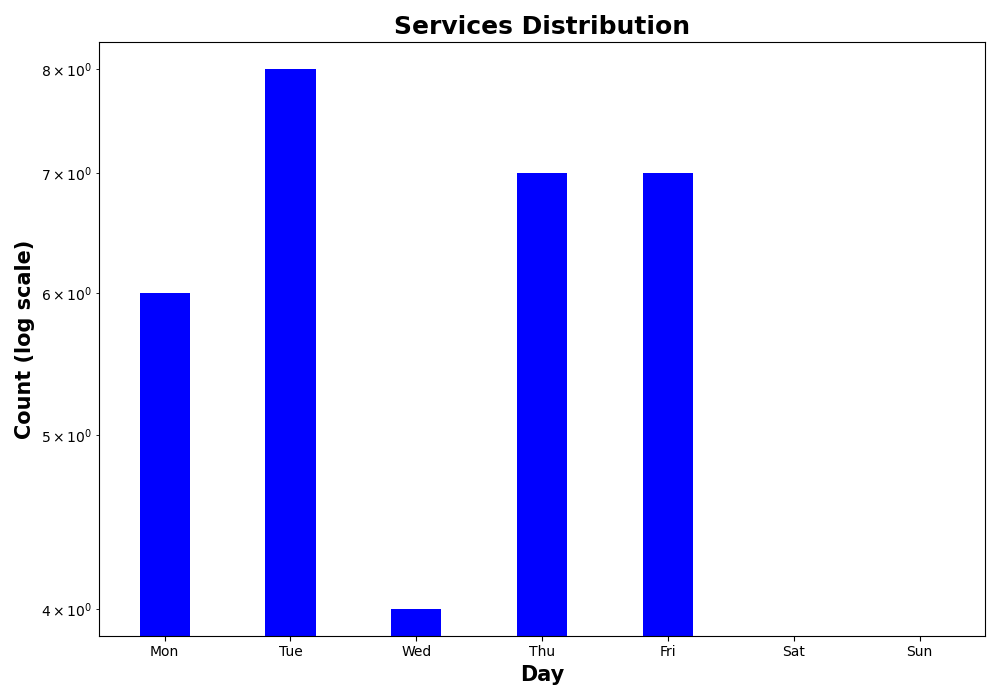 Services Distribution
Count (log scale)
8 × 10⁰
7 × 10⁰
6 × 10⁰
5 × 10⁰
4 × 10⁰
Mon Tue Wed Thu Fri Sat Sun
Day